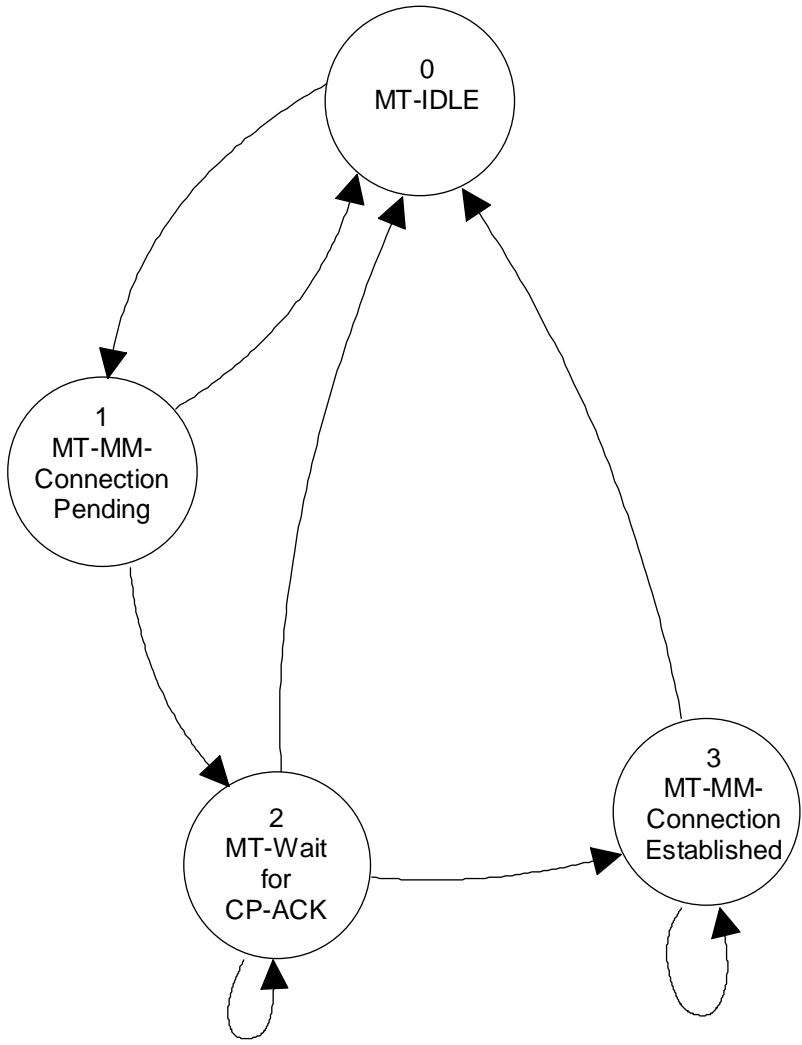 0
MT-IDLE
1
MT-MM-
Connection
Pending
2
MT-Wait
for
CP-ACK
3
MT-MM-
Connection
Established